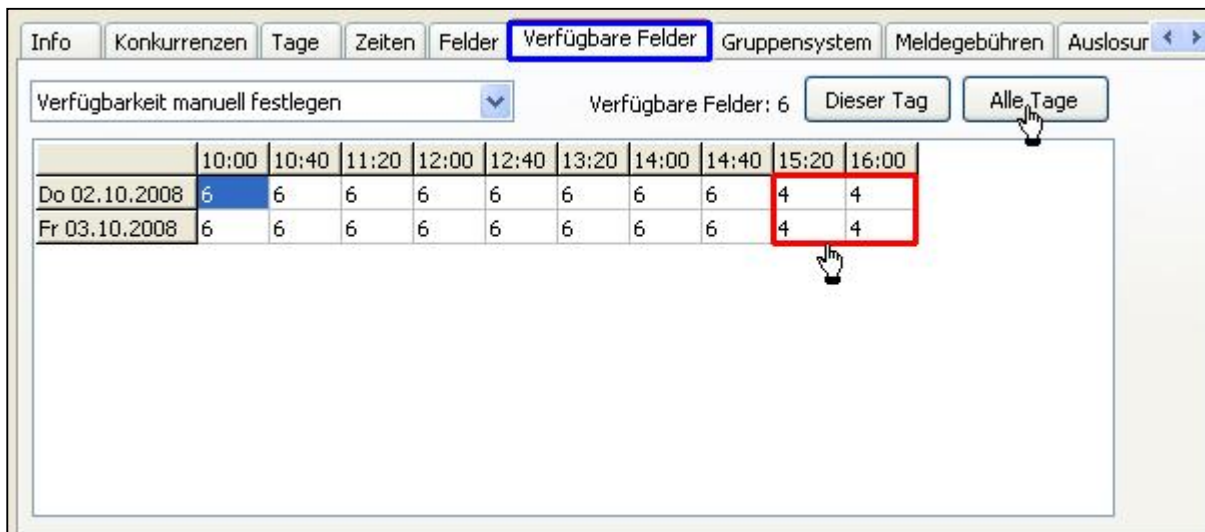 Info Konkurrenzen Tage Zeiten Felder Verfügbare Felder Gruppensystem Meldegebühren Auslosur
Verfügbarkeit manuell festlegen Verfügbare Felder: 6 Dieser Tag Alle Tage
10:00 10:40 11:20 12:00 12:40 13:20 14:00 14:40 15:20 16:00
Do 02.10.2008 6 6 6 6 6 6 6 6 4 4
Fr 03.10.2008 6 6 6 6 6 6 6 6 4 4